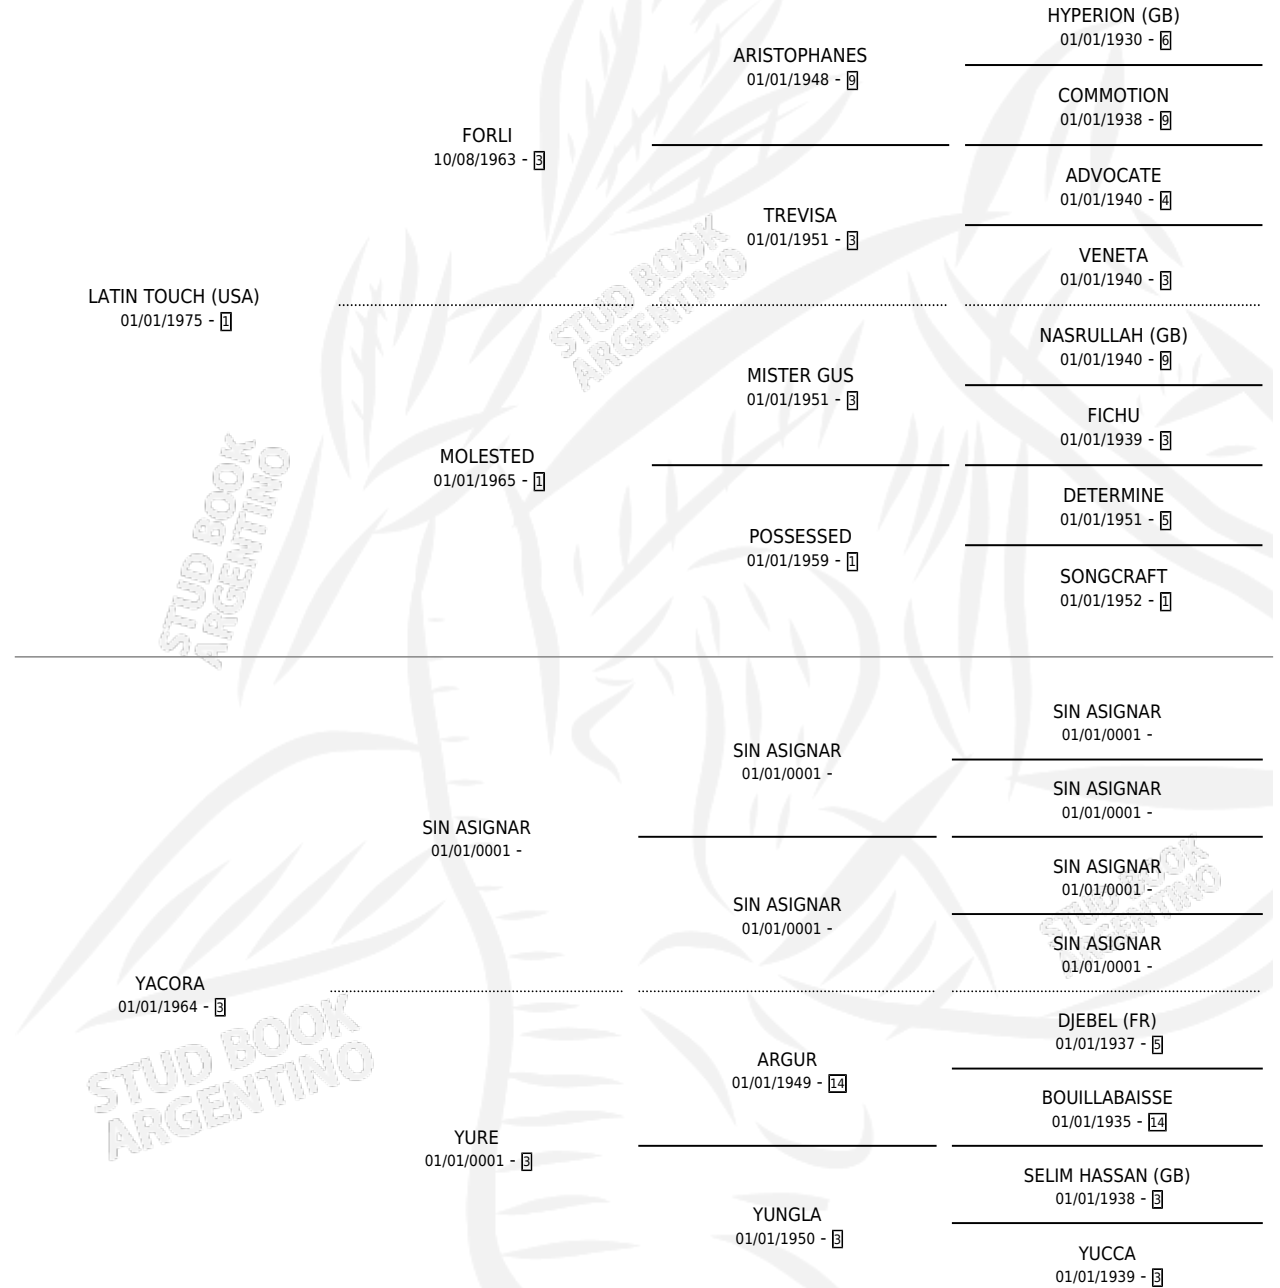 HYPERION (GB)
01/01/1930 - 6
ARISTOPHANES
01/01/1948 - 9
COMMOTION
01/01/1938 - 9
FORLI
10/08/1963 - 3
ADVOCATE
01/01/1940 - 4
TREVISA
01/01/1951 - 3
VENETA
01/01/1940 - 3
LATIN TOUCH (USA)
01/01/1975 - 1
STUD BOOK
ARGENTINO
NASRULLAH (GB)
01/01/1940 - 9
MISTER GUS
01/01/1951 - 3
FICHU
01/01/1939 - 3
MOLESTED
01/01/1965 - 1
DETERMINE
01/01/1951 - 5
POSSESSED
01/01/1959 - 1
SONGCRAFT
01/01/1952 - 1
STUD BOOK
ARGENTINO
SIN ASIGNAR
01/01/0001 -
SIN ASIGNAR
01/01/0001 -
SIN ASIGNAR
01/01/0001 -
SIN ASIGNAR
01/01/0001 -
SIN ASIGNAR
01/01/0001 -
SIN ASIGNAR
01/01/0001 -
SIN ASIGNAR
01/01/0001 -
STUD BOOK
ARGENTINO
YACORA
01/01/1964 - 3
DJEBEL (FR)
01/01/1937 - 5
ARGUR
01/01/1949 - 14
BOUILLABAISSE
01/01/1935 - 14
STUD BOOK
ARGENTINO
YURE
01/01/0001 - 3
SELIM HASSAN (GB)
01/01/1938 - 3
YUNGLA
01/01/1950 - 3
YUCCA
01/01/1939 - 3